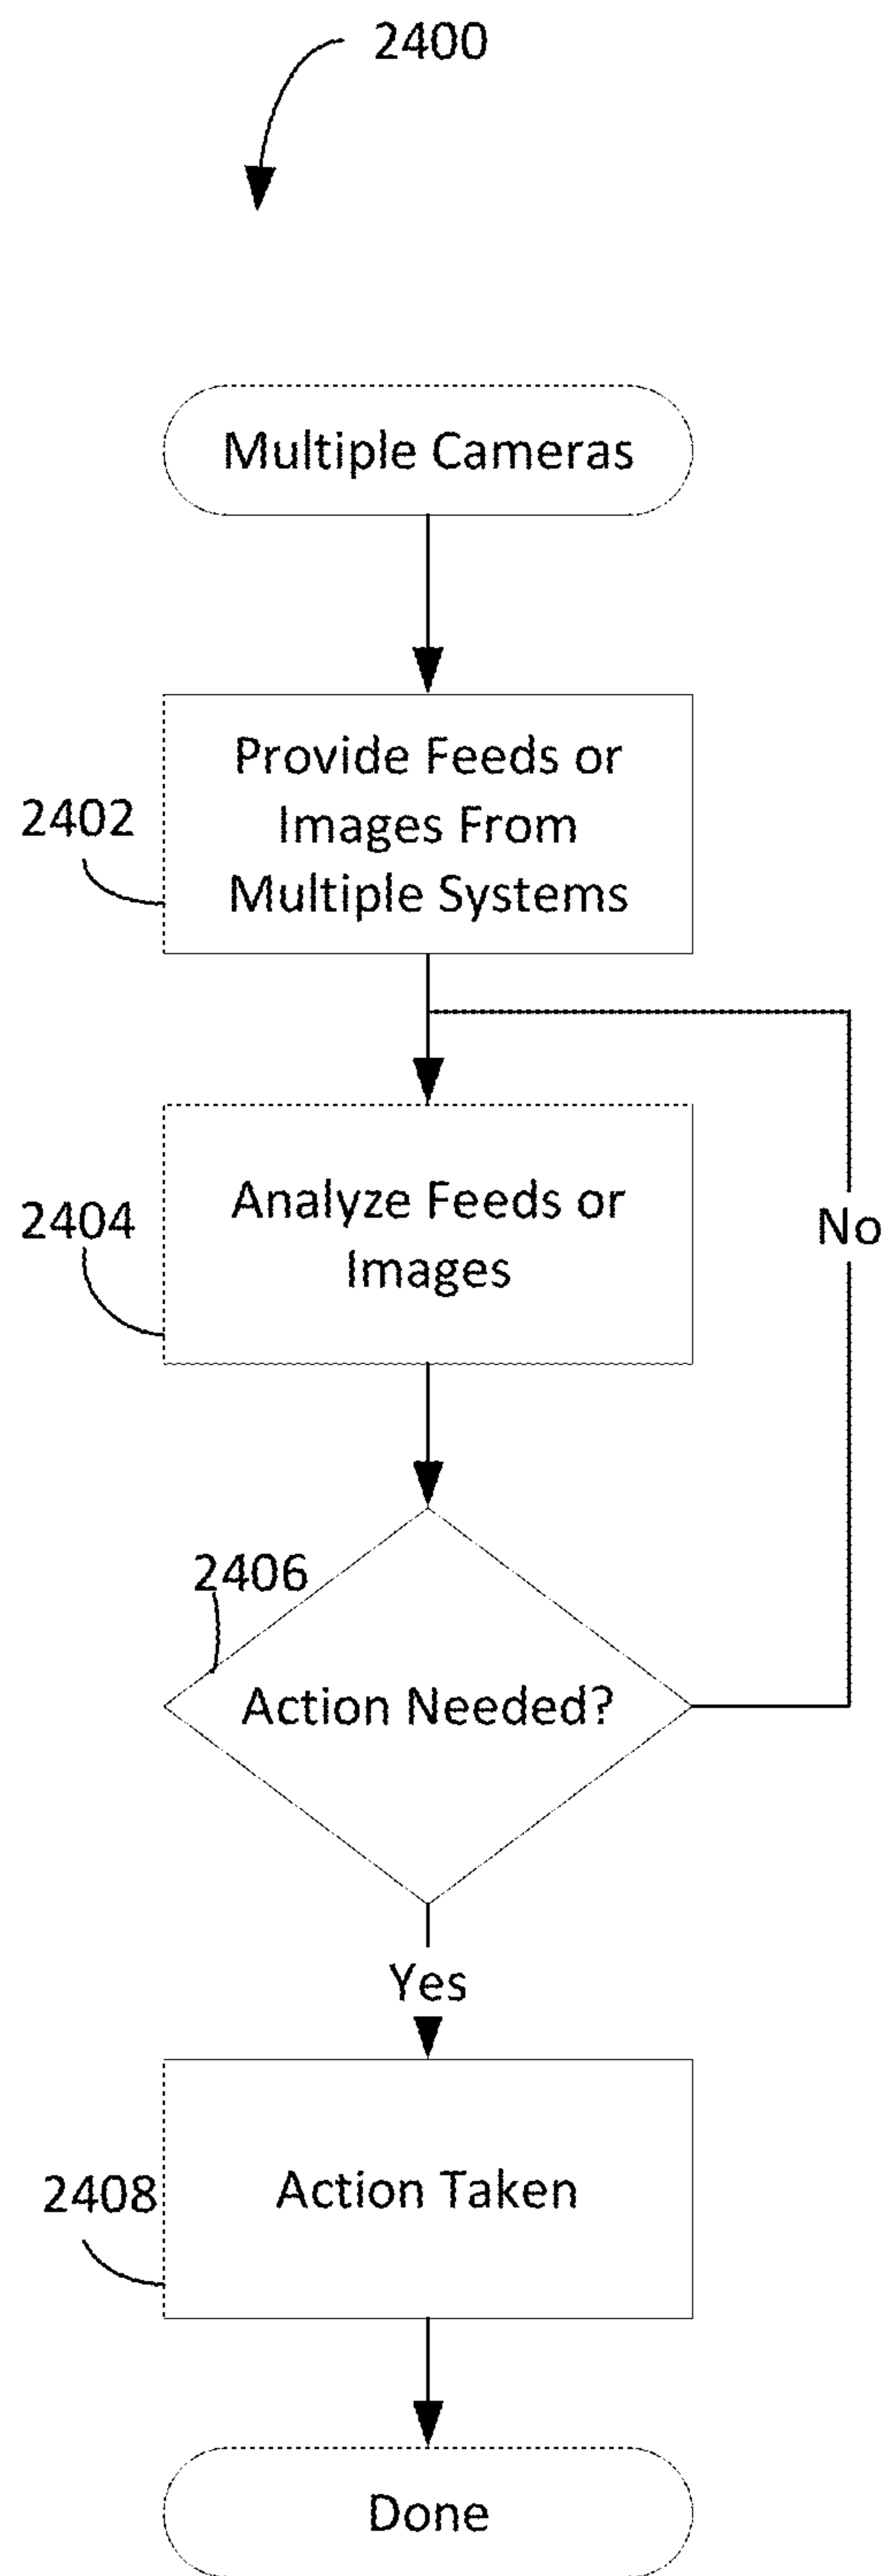 2400
Multiple Cameras
Provide Feeds or
Images From
Multiple Systems
2402
Analyze Feeds or
Images
2404
No
2406
Action Needed?
Yes
Action Taken
2408
Done